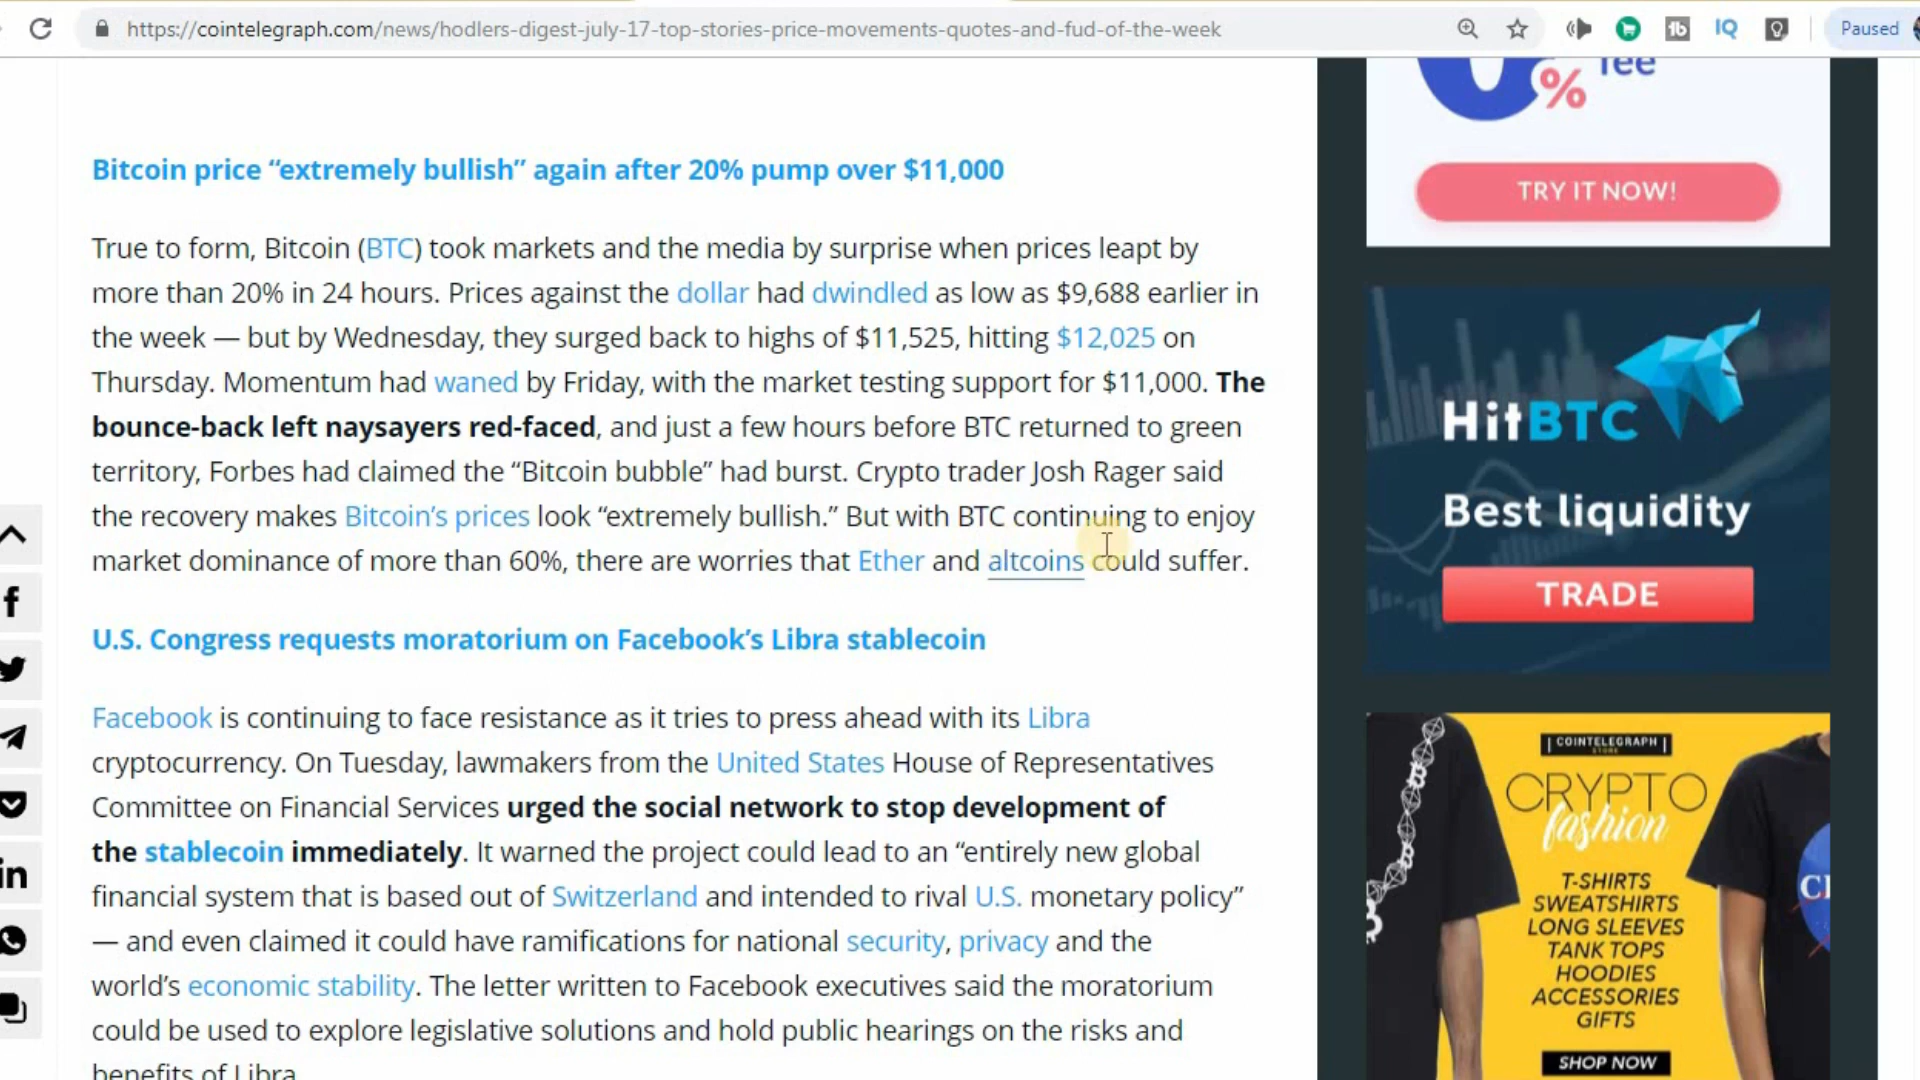 https://cointelegraph.com/news/hodlers-digest-july-17-top-stories-price-movements-quotes-and-fud-of-the-week
IQ
Paused
Bitcoin price “extremely bullish” again after 20% pump over $11,000
True to form, Bitcoin (BTC) took markets and the media by surprise when prices leapt by
more than 20% in 24 hours. Prices against the dollar had dwindled as low as $9,688 earlier in
the week — but by Wednesday, they surged back to highs of $11,525, hitting $12,025 on
Thursday. Momentum had waned by Friday, with the market testing support for $11,000. The
bounce-back left naysayers red-faced, and just a few hours before BTC returned to green
territory, Forbes had claimed the “Bitcoin bubble” had burst. Crypto trader Josh Rager said
the recovery makes Bitcoin’s prices look “extremely bullish.” But with BTC continuing to enjoy
market dominance of more than 60%, there are worries that Ether and altcoins could suffer.
U.S. Congress requests moratorium on Facebook’s Libra stablecoin
Facebook is continuing to face resistance as it tries to press ahead with its Libra
cryptocurrency. On Tuesday, lawmakers from the United States House of Representatives
Committee on Financial Services urged the social network to stop development of
the stablecoin immediately. It warned the project could lead to an “entirely new global
financial system that is based out of Switzerland and intended to rival U.S. monetary policy”
— and even claimed it could have ramifications for national security, privacy and the
world’s economic stability. The letter written to Facebook executives said the moratorium
could be used to explore legislative solutions and hold public hearings on the risks and
benefits of Libra.
% fee
TRY IT NOW!
HitBTC
Best liquidity
TRADE
COINTELEGRAPH
STORE
CRYPTO
fashion
T-SHIRTS
SWEATSHIRTS
LONG SLEEVES
TANK TOPS
HOODIES
ACCESSORIES
GIFTS
SHOP NOW